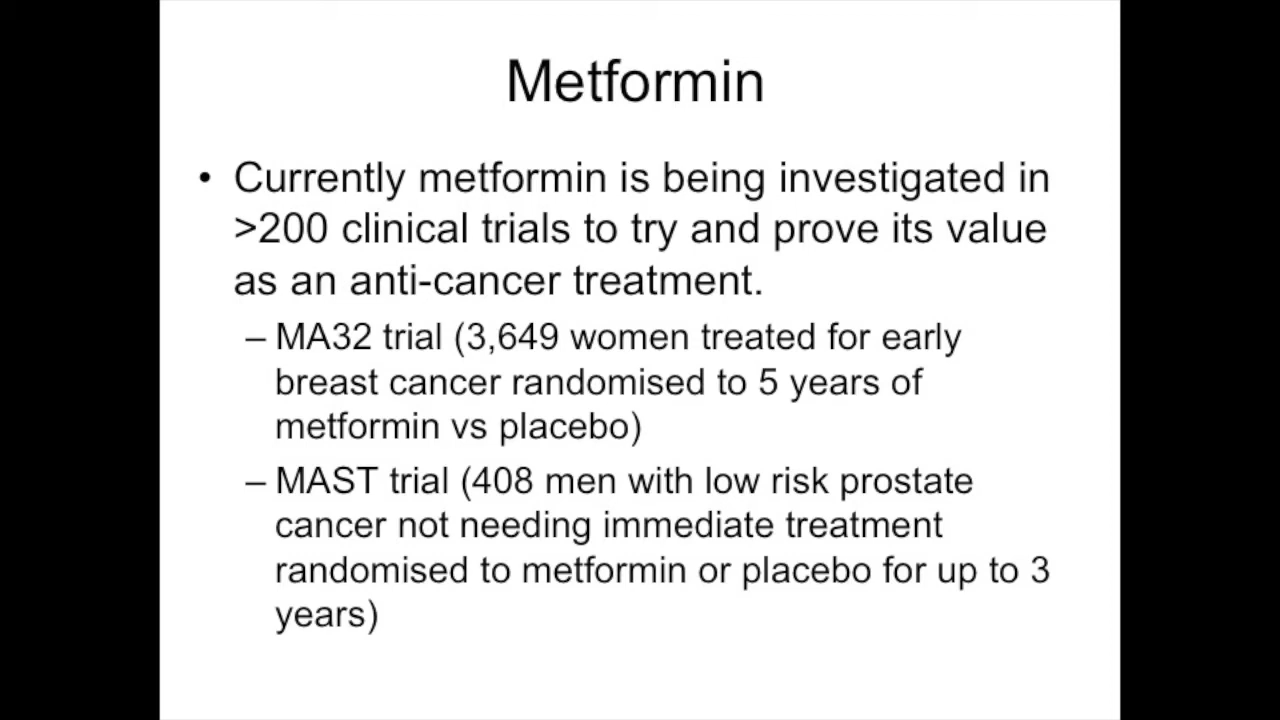 Metformin
• Currently metformin is being investigated in
>200 clinical trials to try and prove its value
as an anti-cancer treatment.
– MA32 trial (3,649 women treated for early
breast cancer randomised to 5 years of
metformin vs placebo)
– MAST trial (408 men with low risk prostate
cancer not needing immediate treatment
randomised to metformin or placebo for up to 3
years)